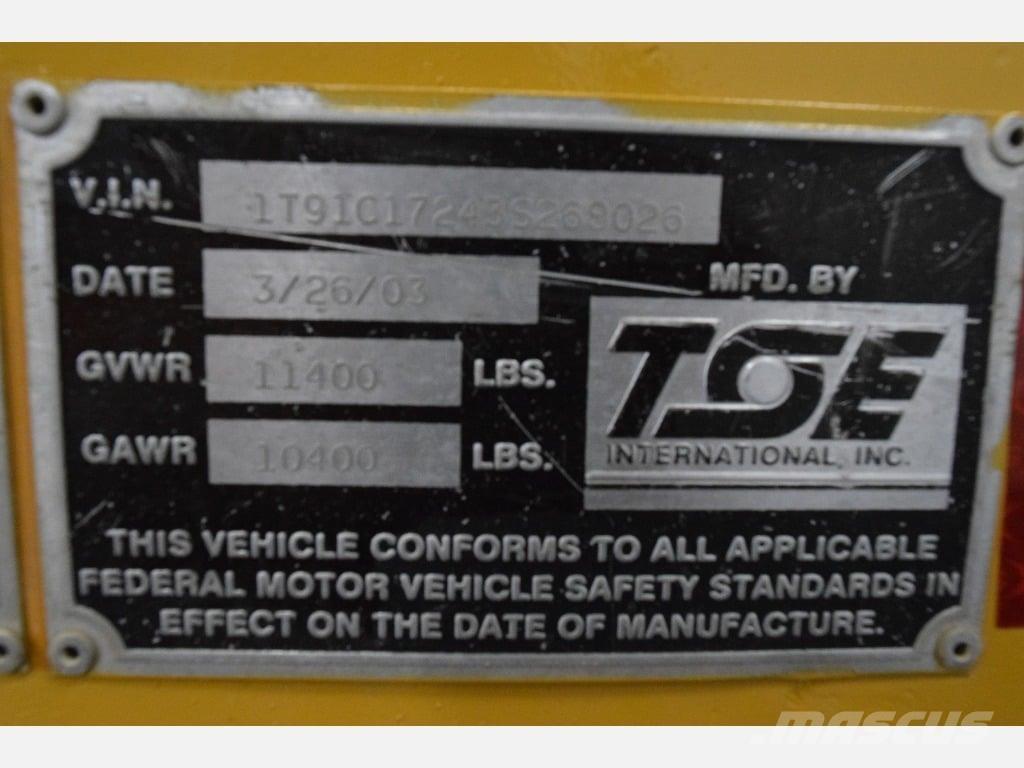 V.I.N. 1T9IC17243S269026
DATE 3/26/03
MFD. BY
TSE
INTERNATIONAL, INC.
GVWR 11400 LBS.
GAWR 10400 LBS.
THIS VEHICLE CONFORMS TO ALL APPLICABLE
FEDERAL MOTOR VEHICLE SAFETY STANDARDS IN
EFFECT ON THE DATE OF MANUFACTURE.
MASCUS